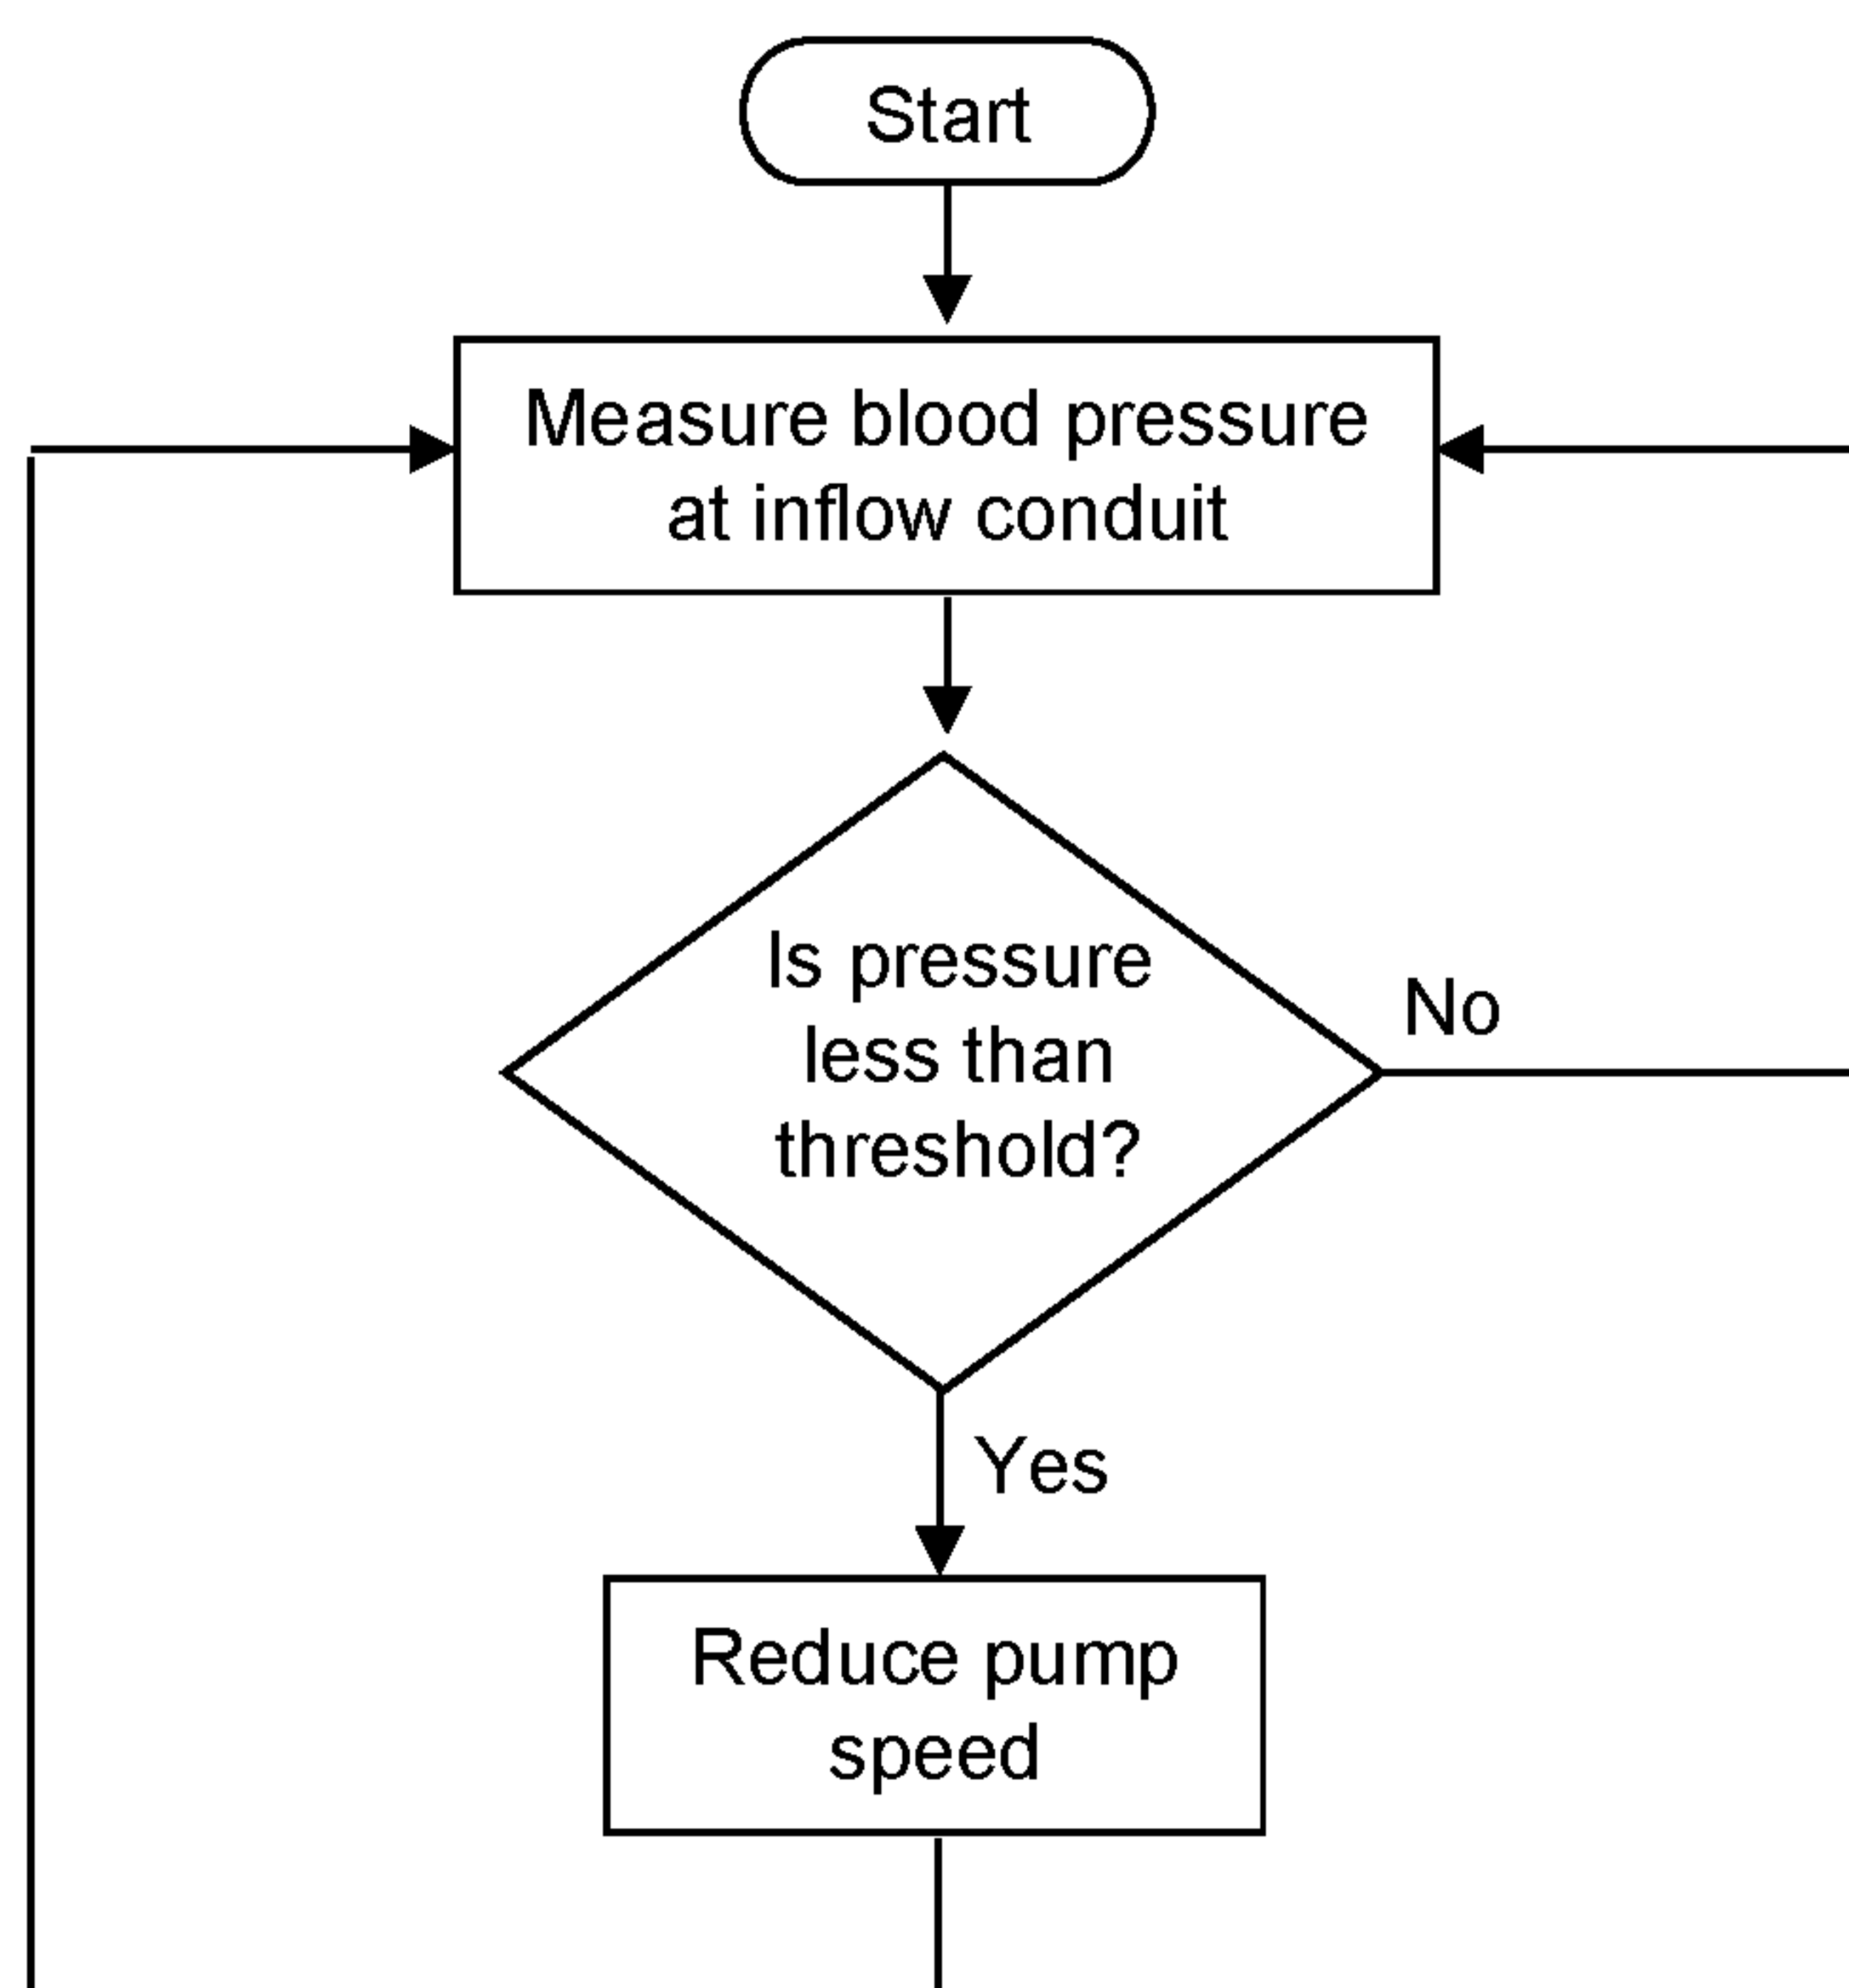 Start
Measure blood pressure
at inflow conduit
Is pressure
less than
threshold?
No
Yes
Reduce pump
speed